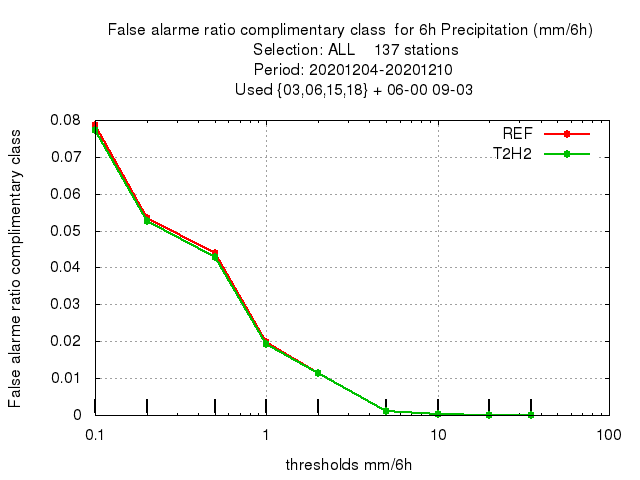 False alarme ratio complimentary class  for 6h Precipitation (mm/6h)
Selection: ALL    137 stations
Period: 20201204-20201210
Used {03,06,15,18} + 06-00 09-03
False alarme ratio complimentary class
0.08
0.07
0.06
0.05
0.04
0.03
0.02
0.01
0
REF
T2H2
0.1 1 10 100
thresholds mm/6h